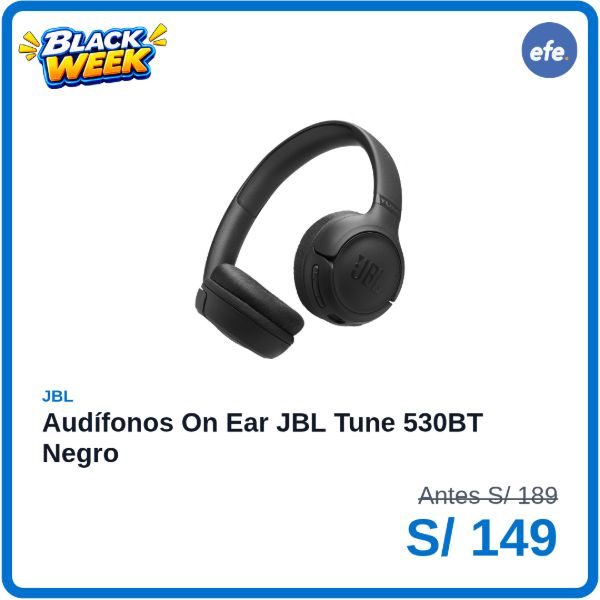 BLACK
WEEK
efe.
JBL
JBL
Audífonos On Ear JBL Tune 530BT
Negro
Antes S/ 189
S/ 149